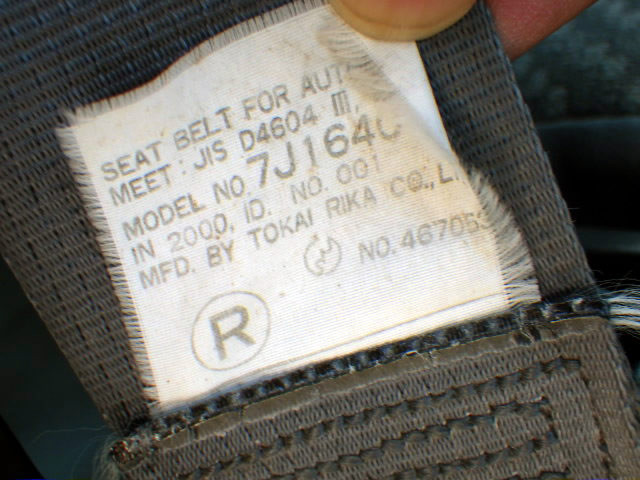 SEAT BELT FOR
MEET : JIS D4604 III,
MODEL NO. 7J164
IN 2000, ID. NO. 001
MFD. BY TOKAI RIKA CO.,
NO. 46705
R